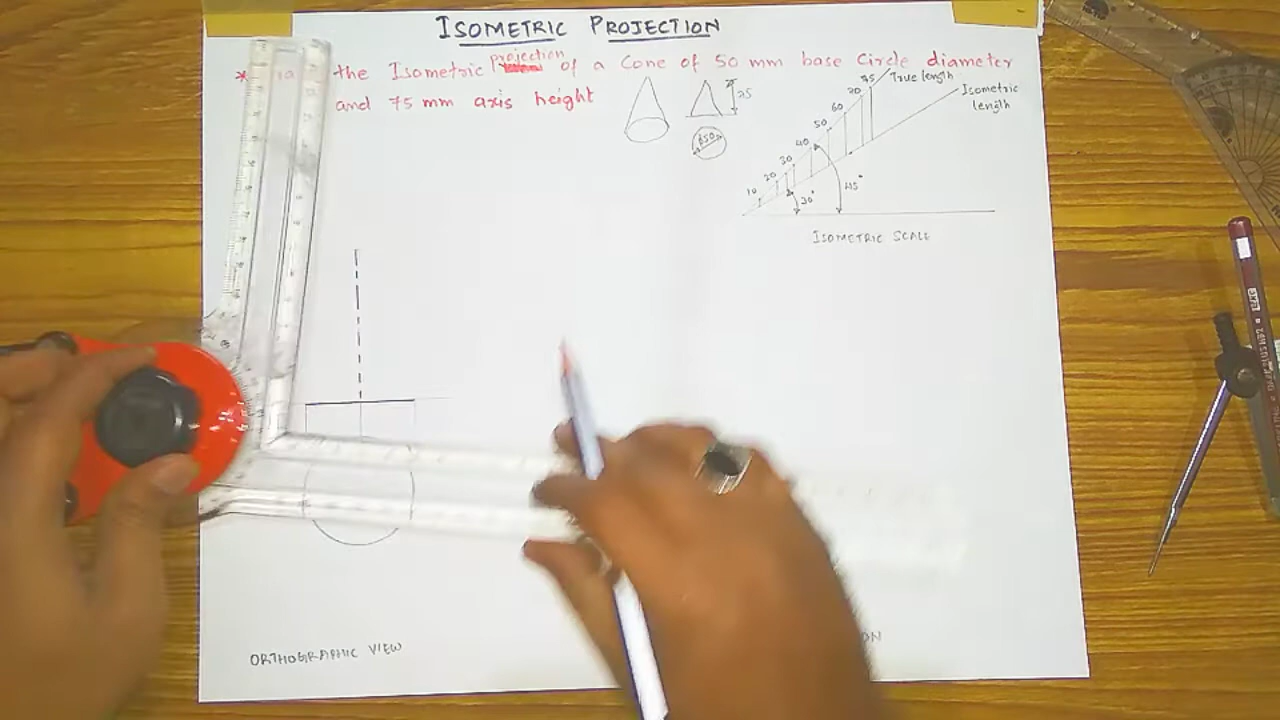 ISOMETRIC PROJECTION
* the Isometric projection of a Cone of 50 mm base Circle diameter
and 75 mm axis height
75
ø50
10 20 30 40 50 60 70 75 True length
Isometric length
30°
45°
ISOMETRIC SCALE
ORTHOGRAPHIC VIEW